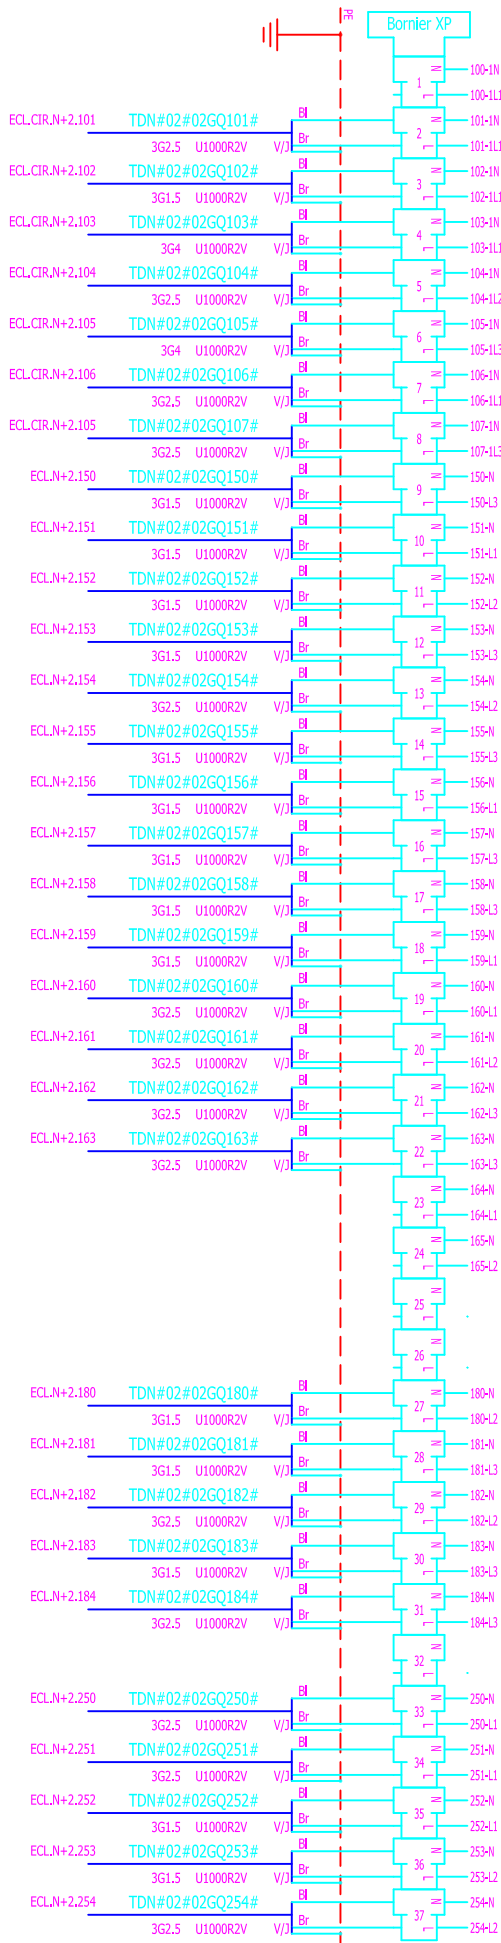 PE
Bornier XP
1 N L 100-1N
100-1L1
ECL.CIR.N+2.101 TDN#02#02GQ101# Bl 2 N L 101-1N
3G2.5 U1000R2V V/J Br 101-1L1
ECL.CIR.N+2.102 TDN#02#02GQ102# Bl 3 N L 102-1N
3G1.5 U1000R2V V/J Br 102-1L1
ECL.CIR.N+2.103 TDN#02#02GQ103# Bl 4 N L 103-1N
3G4 U1000R2V V/J Br 103-1L1
ECL.CIR.N+2.104 TDN#02#02GQ104# Bl 5 N L 104-1N
3G2.5 U1000R2V V/J Br 104-1L2
ECL.CIR.N+2.105 TDN#02#02GQ105# Bl 6 N L 105-1N
3G4 U1000R2V V/J Br 105-1L3
ECL.CIR.N+2.106 TDN#02#02GQ106# Bl 7 N L 106-1N
3G2.5 U1000R2V V/J Br 106-1L1
ECL.CIR.N+2.105 TDN#02#02GQ107# Bl 8 N L 107-1N
3G2.5 U1000R2V V/J Br 107-1L3
ECL.N+2.150 TDN#02#02GQ150# Bl 9 N L 150-N
3G1.5 U1000R2V V/J Br 150-L3
ECL.N+2.151 TDN#02#02GQ151# Bl 10 N L 151-N
3G1.5 U1000R2V V/J Br 151-L1
ECL.N+2.152 TDN#02#02GQ152# Bl 11 N L 152-N
3G1.5 U1000R2V V/J Br 152-L2
ECL.N+2.153 TDN#02#02GQ153# Bl 12 N L 153-N
3G1.5 U1000R2V V/J Br 153-L3
ECL.N+2.154 TDN#02#02GQ154# Bl 13 N L 154-N
3G2.5 U1000R2V V/J Br 154-L2
ECL.N+2.155 TDN#02#02GQ155# Bl 14 N L 155-N
3G1.5 U1000R2V V/J Br 155-L3
ECL.N+2.156 TDN#02#02GQ156# Bl 15 N L 156-N
3G1.5 U1000R2V V/J Br 156-L1
ECL.N+2.157 TDN#02#02GQ157# Bl 16 N L 157-N
3G1.5 U1000R2V V/J Br 157-L3
ECL.N+2.158 TDN#02#02GQ158# Bl 17 N L 158-N
3G1.5 U1000R2V V/J Br 158-L3
ECL.N+2.159 TDN#02#02GQ159# Bl 18 N L 159-N
3G1.5 U1000R2V V/J Br 159-L1
ECL.N+2.160 TDN#02#02GQ160# Bl 19 N L 160-N
3G2.5 U1000R2V V/J Br 160-L1
ECL.N+2.161 TDN#02#02GQ161# Bl 20 N L 161-N
3G2.5 U1000R2V V/J Br 161-L2
ECL.N+2.162 TDN#02#02GQ162# Bl 21 N L 162-N
3G2.5 U1000R2V V/J Br 162-L3
ECL.N+2.163 TDN#02#02GQ163# Bl 22 N L 163-N
3G2.5 U1000R2V V/J Br 163-L3
23 N L 164-N
164-L1
24 N L 165-N
165-L2
25 N L
26 N L
ECL.N+2.180 TDN#02#02GQ180# Bl 27 N L 180-N
3G1.5 U1000R2V V/J Br 180-L2
ECL.N+2.181 TDN#02#02GQ181# Bl 28 N L 181-N
3G1.5 U1000R2V V/J Br 181-L3
ECL.N+2.182 TDN#02#02GQ182# Bl 29 N L 182-N
3G2.5 U1000R2V V/J Br 182-L2
ECL.N+2.183 TDN#02#02GQ183# Bl 30 N L 183-N
3G1.5 U1000R2V V/J Br 183-L3
ECL.N+2.184 TDN#02#02GQ184# Bl 31 N L 184-N
3G2.5 U1000R2V V/J Br 184-L3
32 N L
ECL.N+2.250 TDN#02#02GQ250# Bl 33 N L 250-N
3G2.5 U1000R2V V/J Br 250-L1
ECL.N+2.251 TDN#02#02GQ251# Bl 34 N L 251-N
3G2.5 U1000R2V V/J Br 251-L1
ECL.N+2.252 TDN#02#02GQ252# Bl 35 N L 252-N
3G1.5 U1000R2V V/J Br 252-L1
ECL.N+2.253 TDN#02#02GQ253# Bl 36 N L 253-N
3G1.5 U1000R2V V/J Br 253-L2
ECL.N+2.254 TDN#02#02GQ254# Bl 37 N L 254-N
3G2.5 U1000R2V V/J Br 254-L2